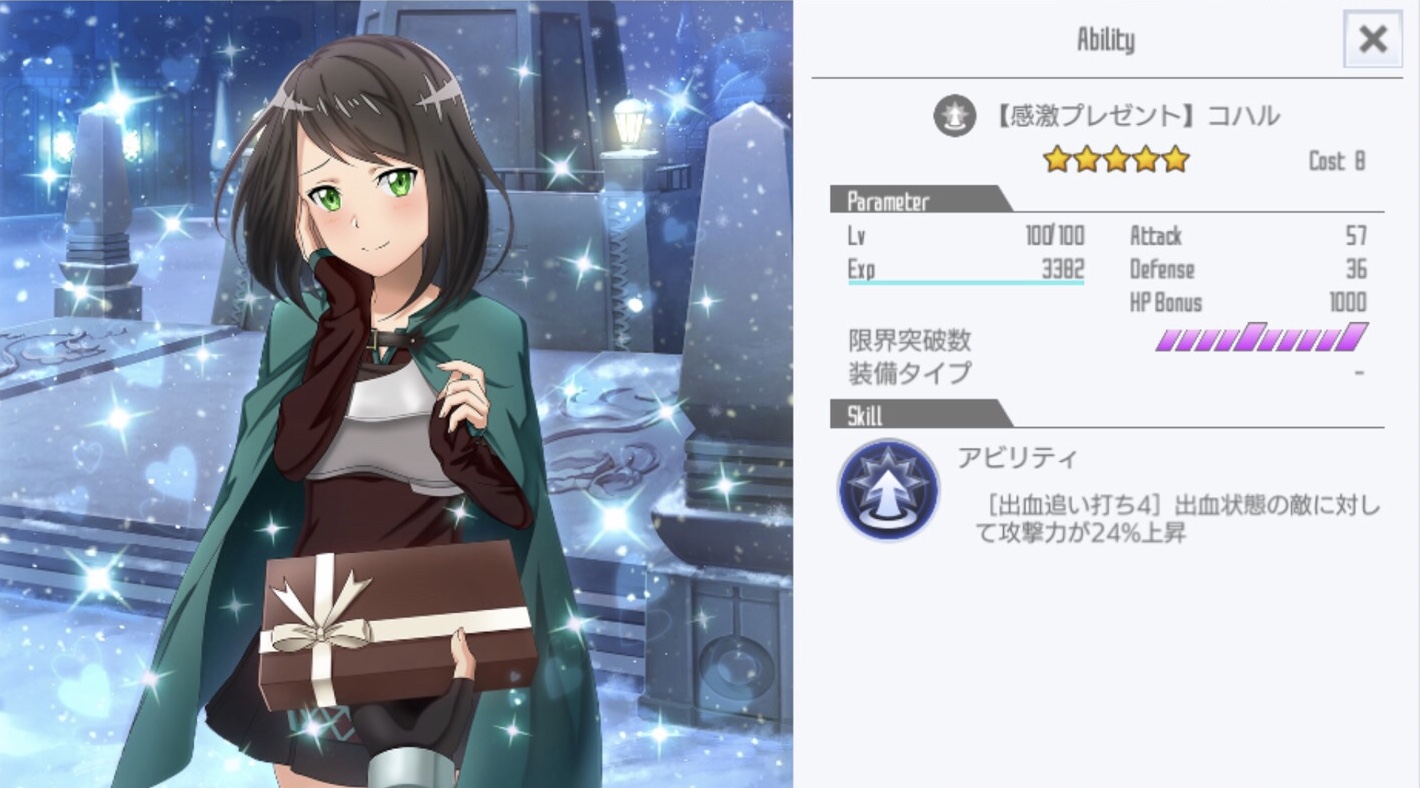 Ability
【感激プレゼント】コハル
Cost 8
Parameter
Lv 100/100 Attack 57
Exp 3382 Defense 36
HP Bonus 1000
限界突破数
装備タイプ -
Skill
アビリティ
［出血追い打ち4］出血状態の敵に対し
て攻撃力が24%上昇